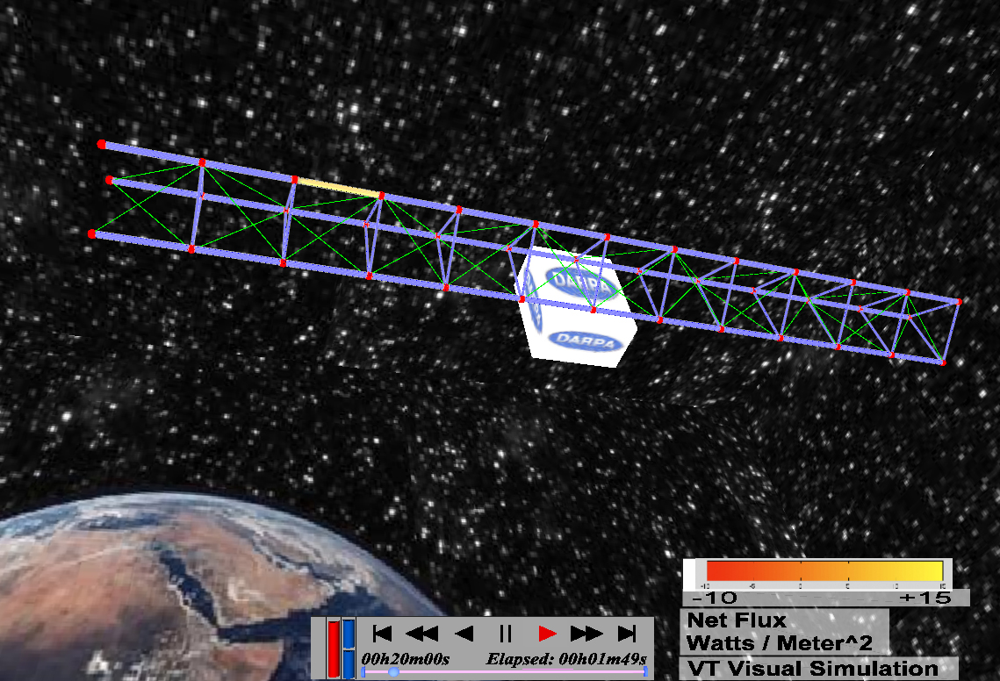 DARPA
DARPA
-10 +15
Net Flux
Watts / Meter^2
VT Visual Simulation
00h20m00s Elapsed: 00h01m49s